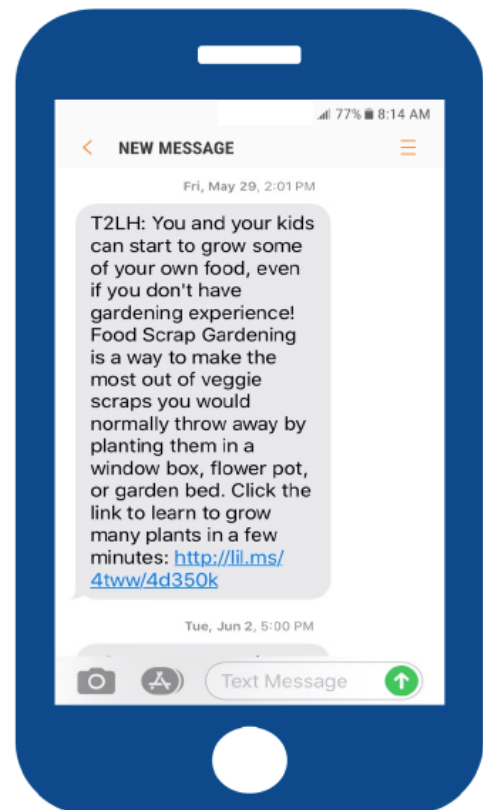 77% 8:14 AM
NEW MESSAGE
Fri, May 29, 2:01 PM
T2LH: You and your kids
can start to grow some
of your own food, even
if you don't have
gardening experience!
Food Scrap Gardening
is a way to make the
most out of veggie
scraps you would
normally throw away by
planting them in a
window box, flower pot,
or garden bed. Click the
link to learn to grow
many plants in a few
minutes: http://lil.ms/
4tww/4d350k
Tue, Jun 2, 5:00 PM
Text Message